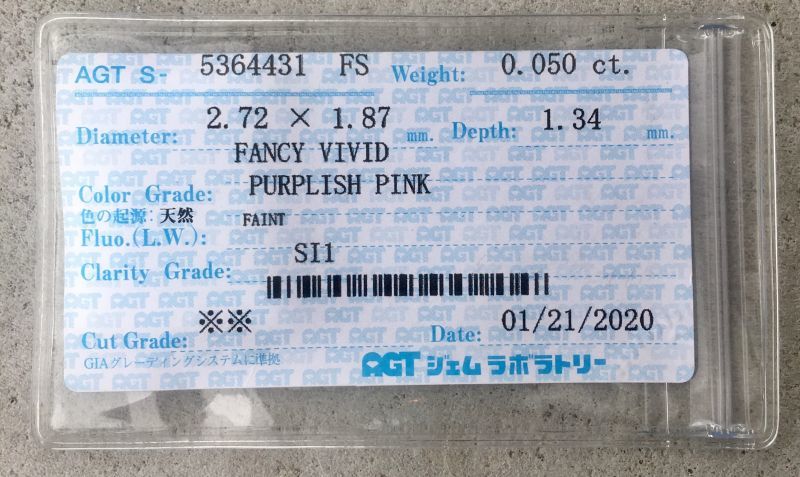 AGT S- 5364431 FS Weight: 0.050 ct.
Diameter: 2.72 × 1.87 mm. Depth: 1.34 mm.
FANCY VIVID
Color Grade: PURPLISH PINK
色の起源: 天然
Fluo.(L.W.): FAINT
Clarity Grade: SI1
Cut Grade: ※※ Date: 01/21/2020
GIAグレーディングシステムに準拠
AGT ジェム ラボラトリー